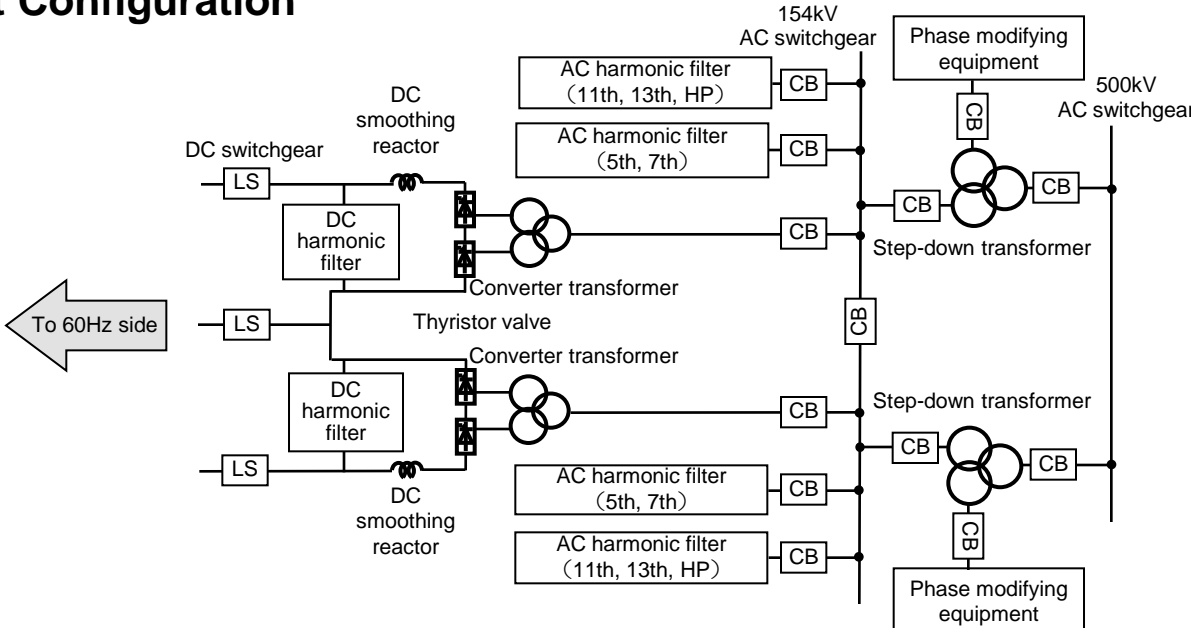 Configuration
154kV
AC switchgear
Phase modifying
equipment
500kV
AC switchgear
AC harmonic filter
（11th, 13th, HP）
CB
CB
DC
smoothing
reactor
AC harmonic filter
（5th, 7th）
CB
DC switchgear
LS
CB
CB
DC
harmonic
filter
CB
Step-down transformer
Converter transformer
To 60Hz side
LS
Thyristor valve
CB
Converter transformer
DC
harmonic
filter
CB
Step-down transformer
CB
CB
LS
AC harmonic filter
（5th, 7th）
CB
DC
smoothing
reactor
CB
AC harmonic filter
（11th, 13th, HP）
CB
Phase modifying
equipment